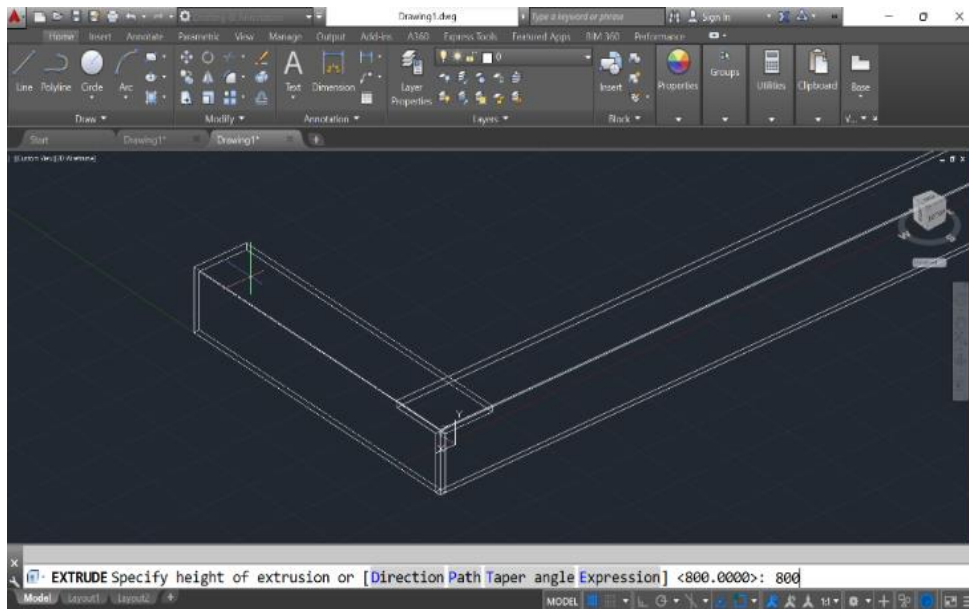 Drawing1.dwg Type a keyword or phrase Sign In
Home Insert Annotate Parametric View Manage Output Add-ins A360 Express Tools Featured Apps BIM 360 Performance
0
Line Polyline Circle Arc Text Dimension Layer Properties Insert Properties Groups Utilities Clipboard Base
Draw Modify Annotation Layers Block V...
Start Drawing1* Drawing1*
Y
EXTRUDE Specify height of extrusion or [Direction Path Taper angle Expression] <800.0000>: 800
Model Layout1 Layout2 + MODEL 1:1